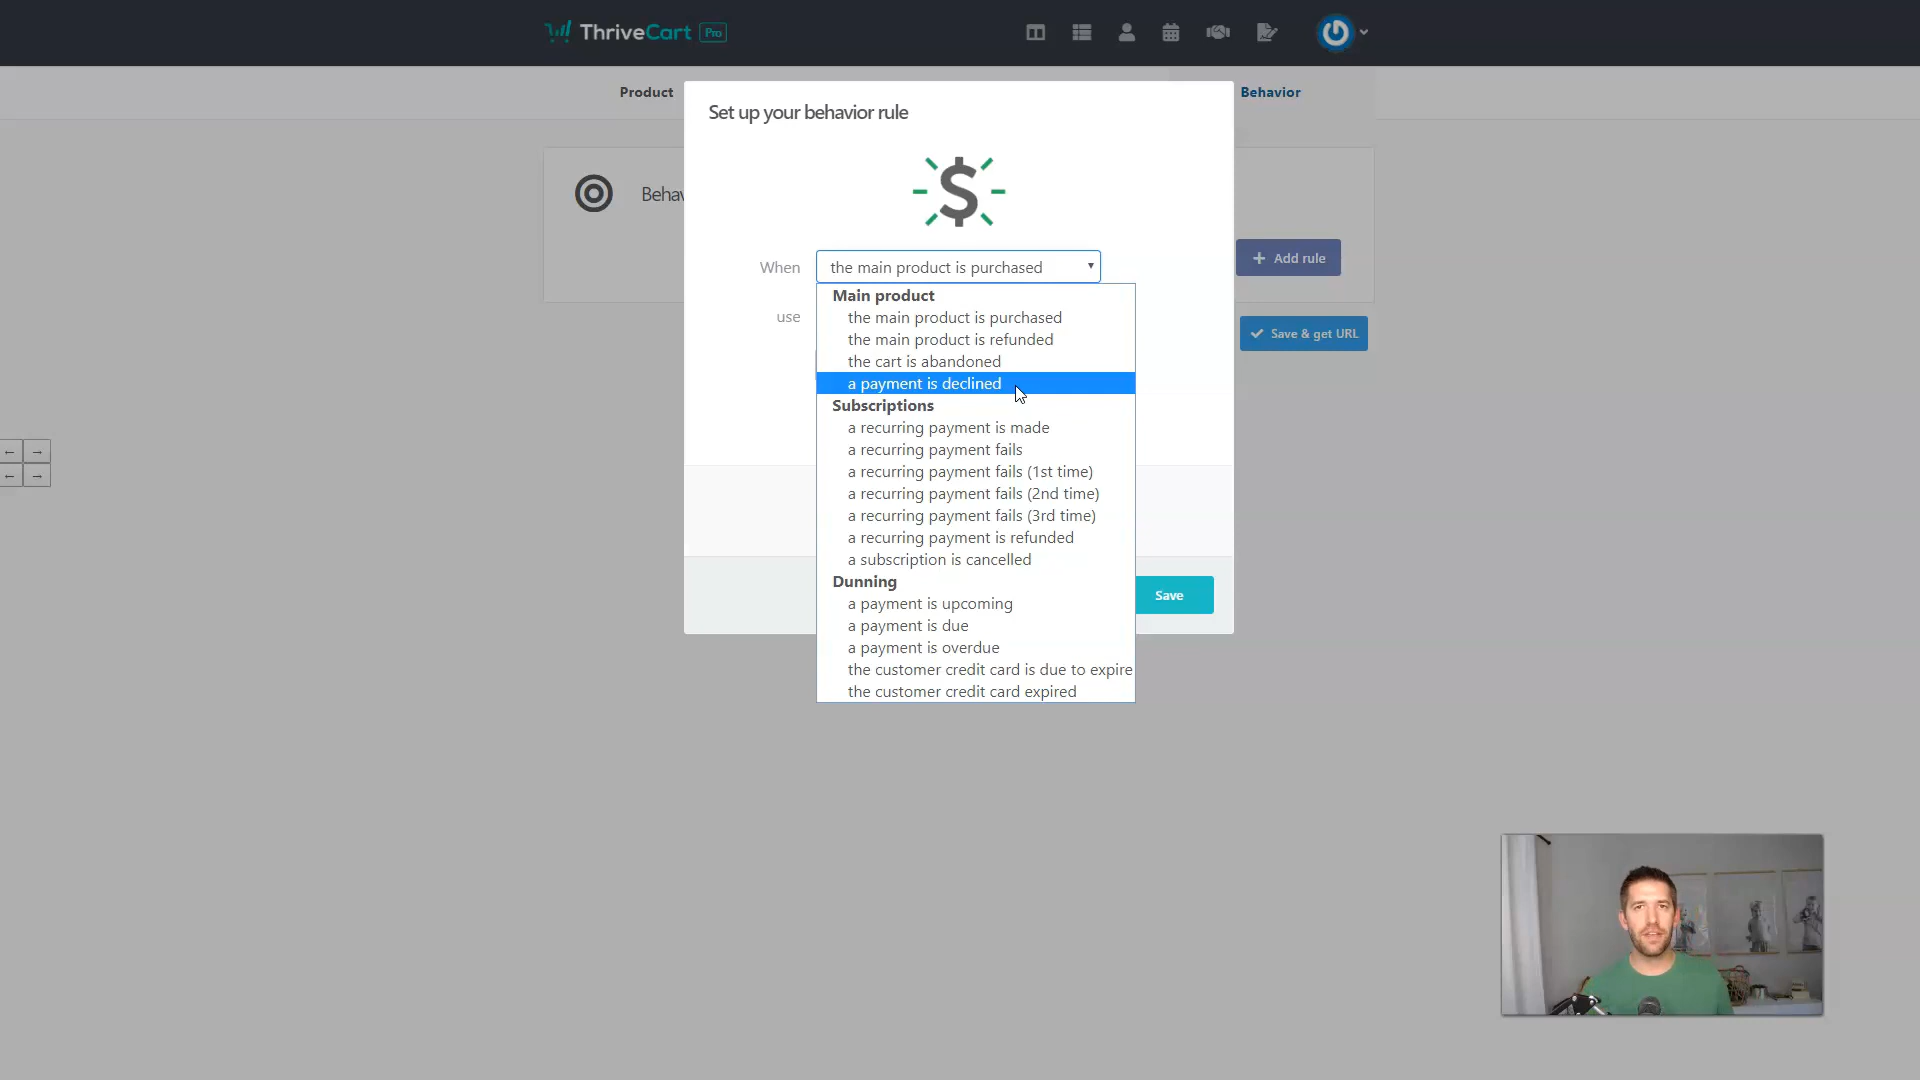 ThriveCart Pro
Product
Behavior
Set up your behavior rule
Behav
When
the main product is purchased
Add rule
Main product
use
the main product is purchased
the main product is refunded
Save & get URL
the cart is abandoned
a payment is declined
Subscriptions
a recurring payment is made
a recurring payment fails
a recurring payment fails (1st time)
a recurring payment fails (2nd time)
a recurring payment fails (3rd time)
a recurring payment is refunded
a subscription is cancelled
Dunning
Save
a payment is upcoming
a payment is due
a payment is overdue
the customer credit card is due to expire
the customer credit card expired